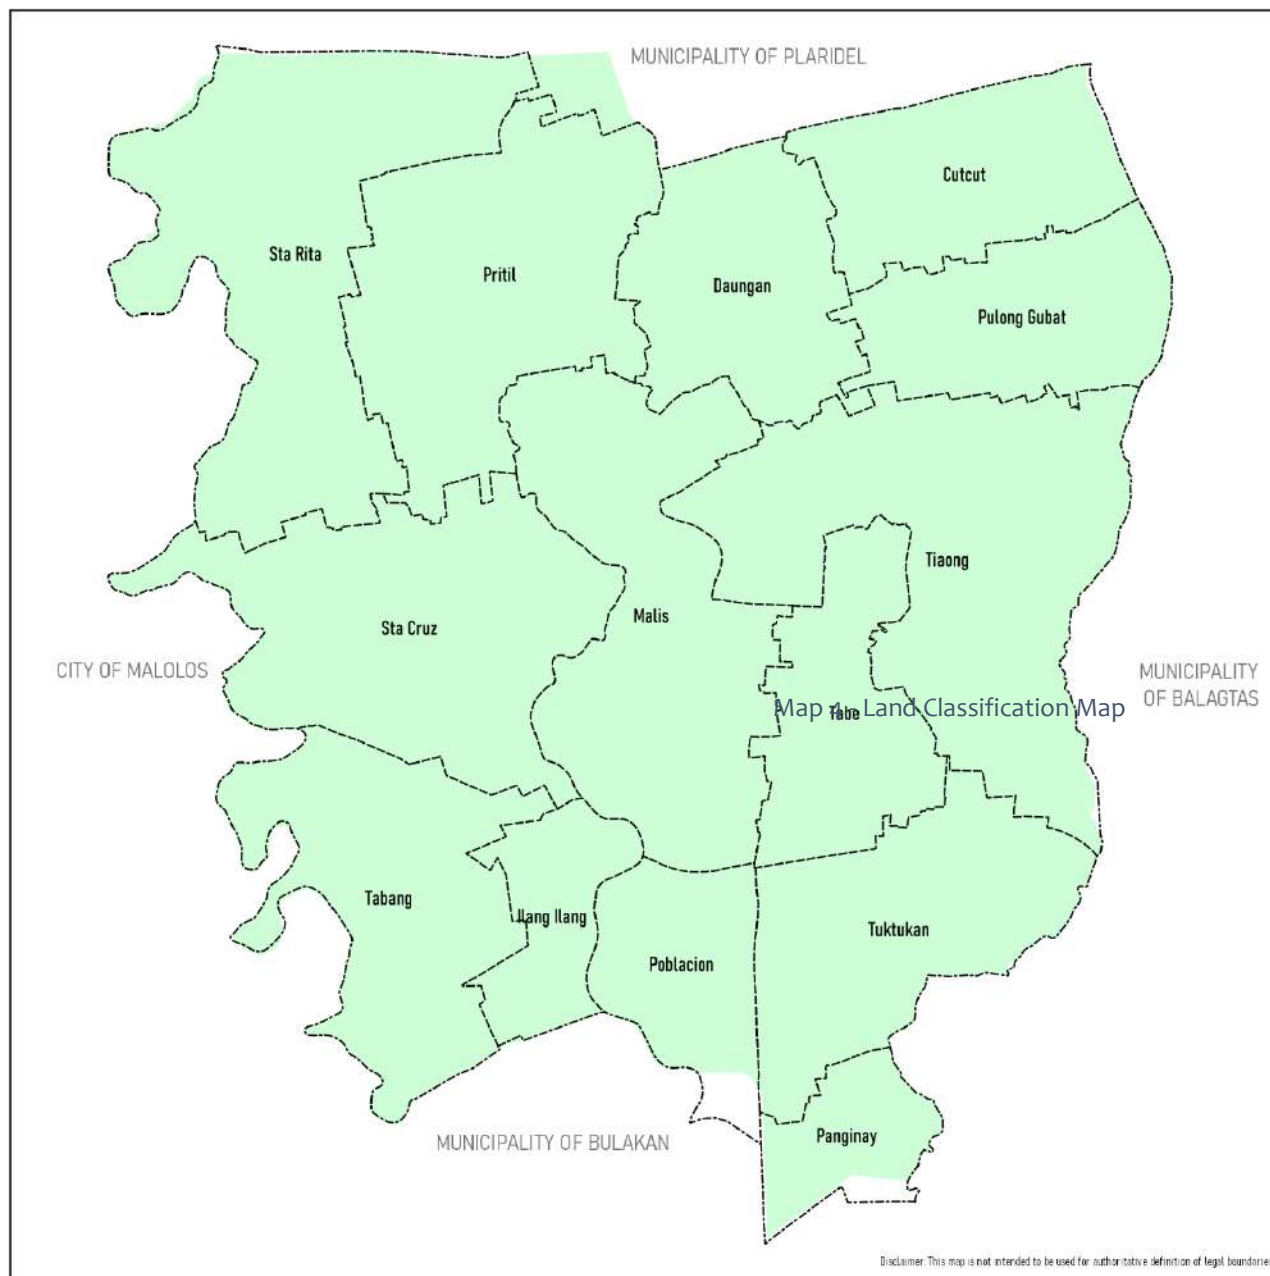 MUNICIPALITY OF PLARIDEL
Cutcut
Sta Rita
Pritil
Daungan
Pulong Gubat
Tiaong
Malis
Sta Cruz
CITY OF MALOLOS
MUNICIPALITY
OF BALAGTAS
Map 4 - Land Classification Map
Tabe
Tabang
Ilang Ilang
Tuktukan
Poblacion
Panginay
MUNICIPALITY OF BULAKAN
Disclaimer: This map is not intended to be used for authoritative definition of legal boundaries